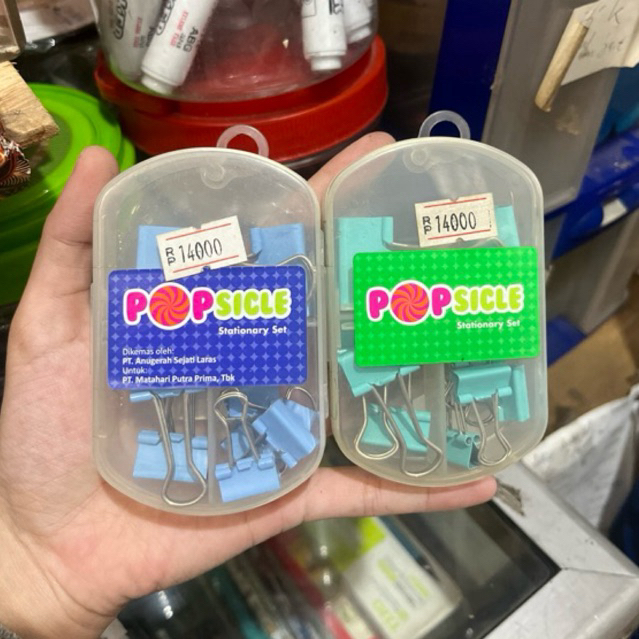 RP 14000
POPSICLE
Stationary Set
Dikemas oleh:
PT. Anugerah Sejati Laras
Untuk:
PT. Matahari Putra Prima, Tbk
RP 14000
POPSICLE
Stationary Set